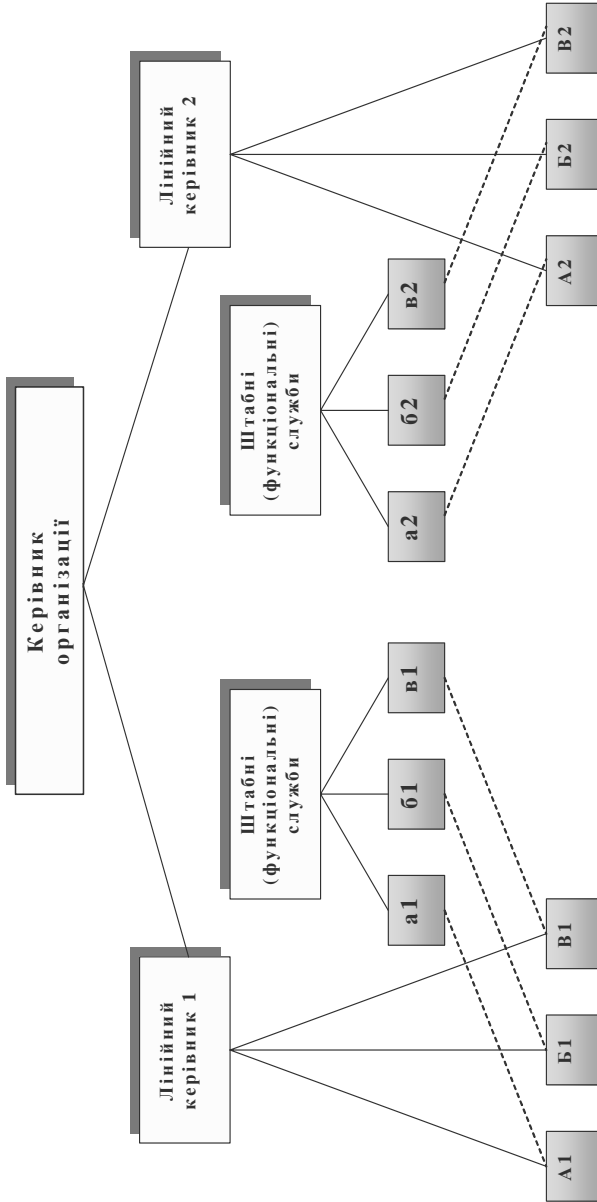 Керівник
організації
Лінійний
керівник 1
Лінійний
керівник 2
Штабні
(функціональні)
служби
Штабні
(функціональні)
служби
а1
б1
в1
а2
б2
в2
А1
Б1
В1
А2
Б2
В2